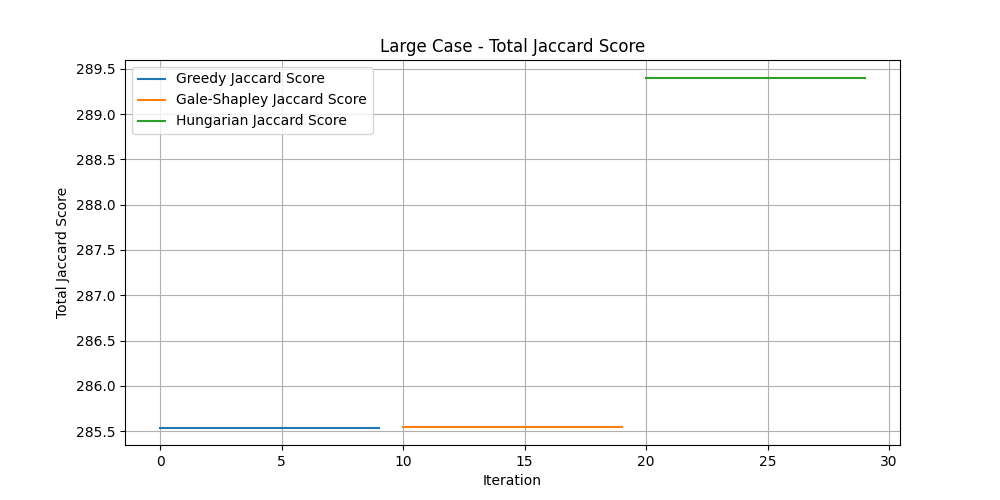 Large Case - Total Jaccard Score
Greedy Jaccard Score
Gale-Shapley Jaccard Score
Hungarian Jaccard Score
Total Jaccard Score
289.5
289.0
288.5
288.0
287.5
287.0
286.5
286.0
285.5
0 5 10 15 20 25 30
Iteration